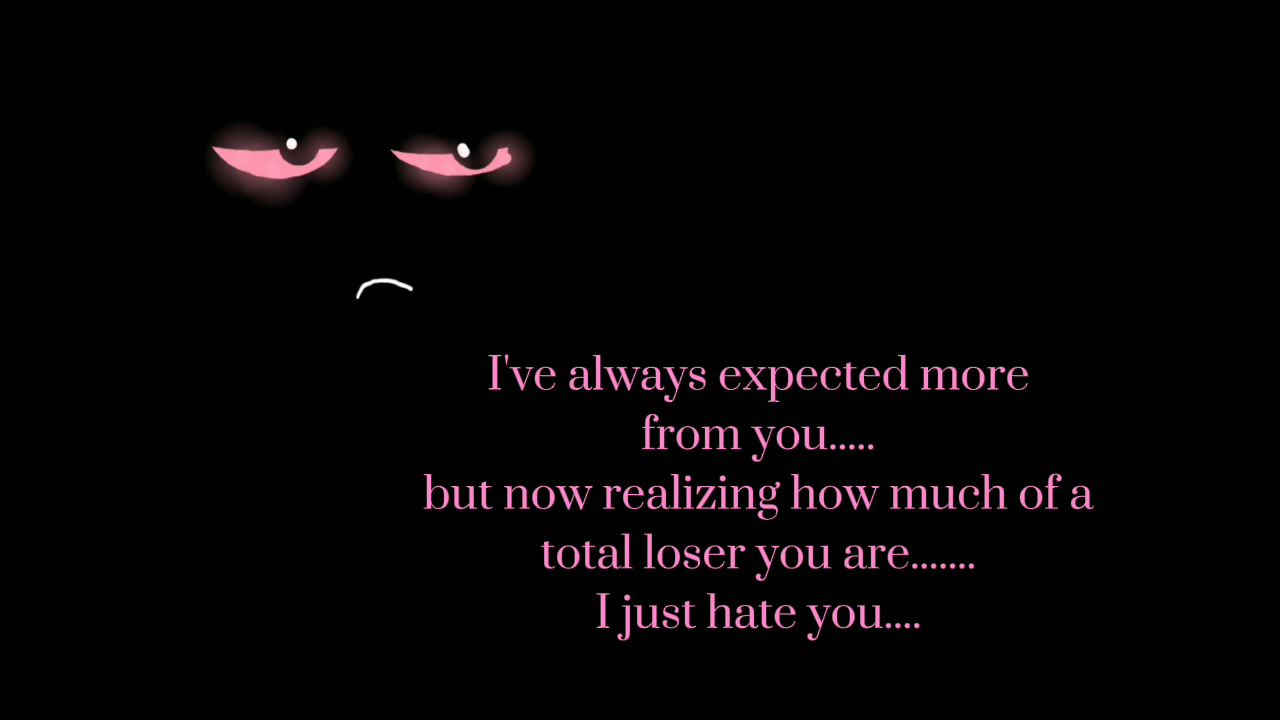 I've always expected more
from you.....
but now realizing how much of a
total loser you are.......
I just hate you....